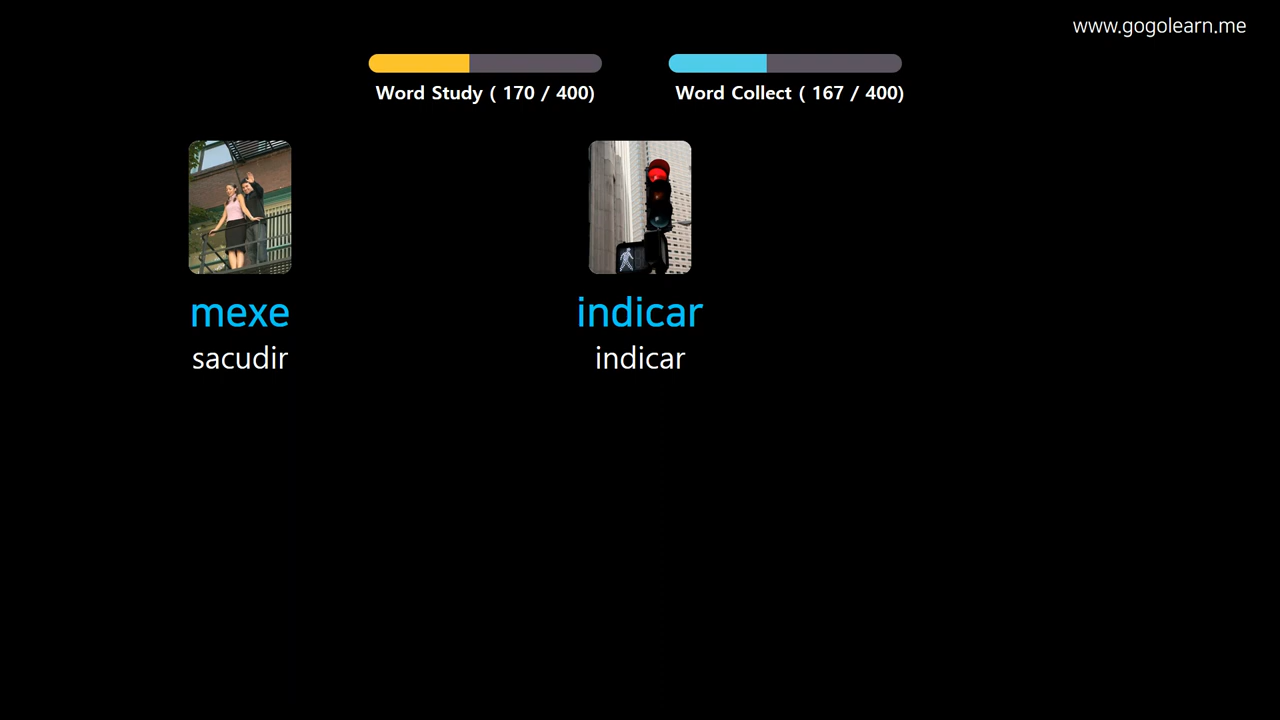 www.gogolearn.me
Word Study ( 170 / 400)
Word Collect ( 167 / 400)
mexe
sacudir
indicar
indicar